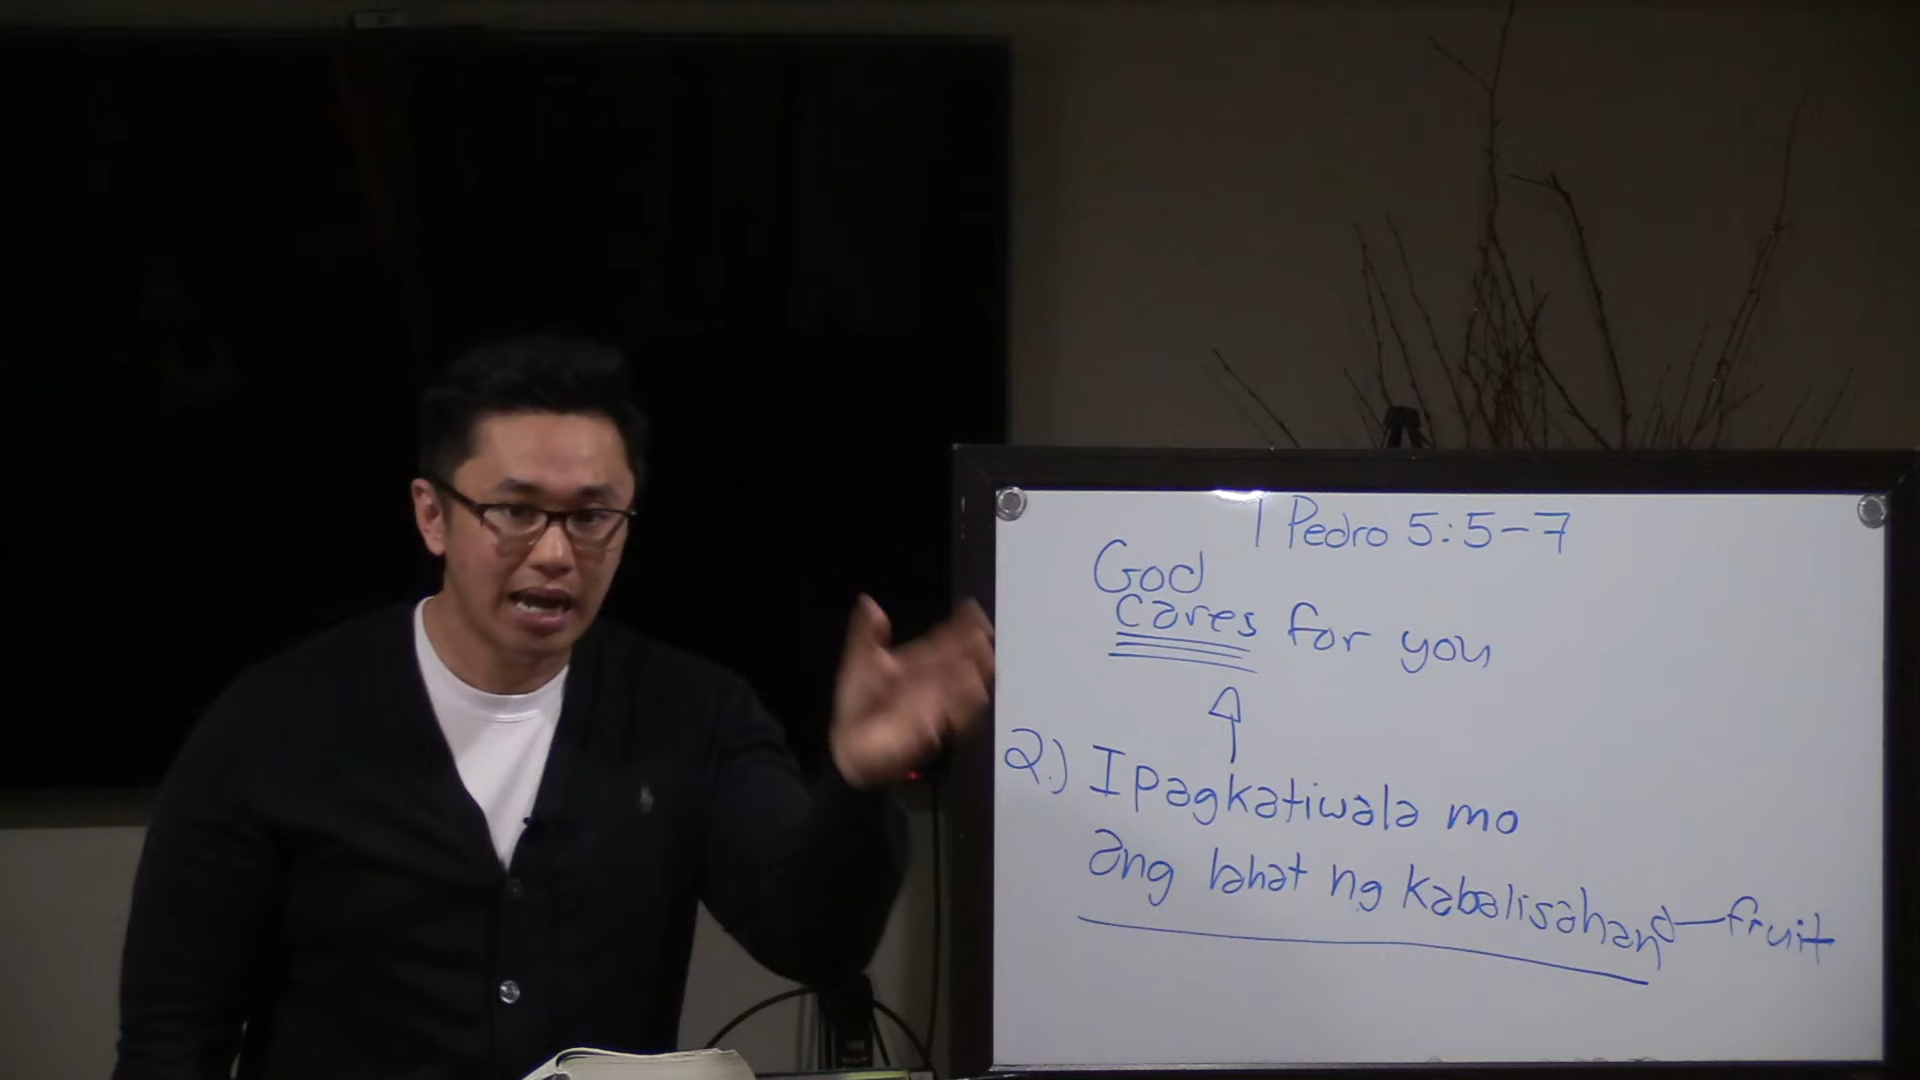 1 Pedro 5:5-7
God
cares for you
2.) Ipagkatiwala mo
ang lahat ng kabalisahan - fruit